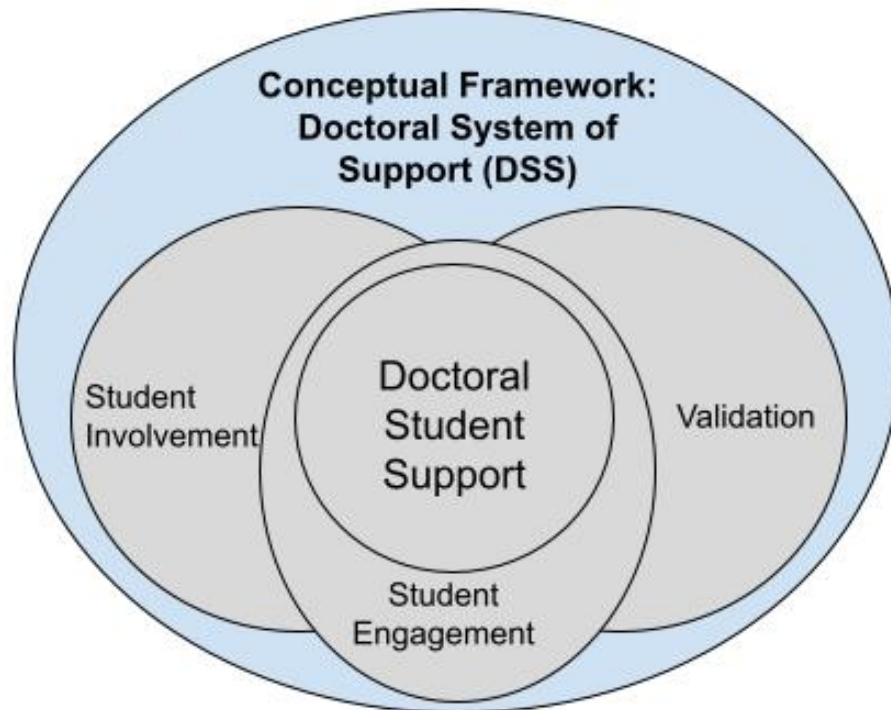 Conceptual Framework:
Doctoral System of
Support (DSS)
Student
Involvement
Doctoral
Student
Support
Validation
Student
Engagement